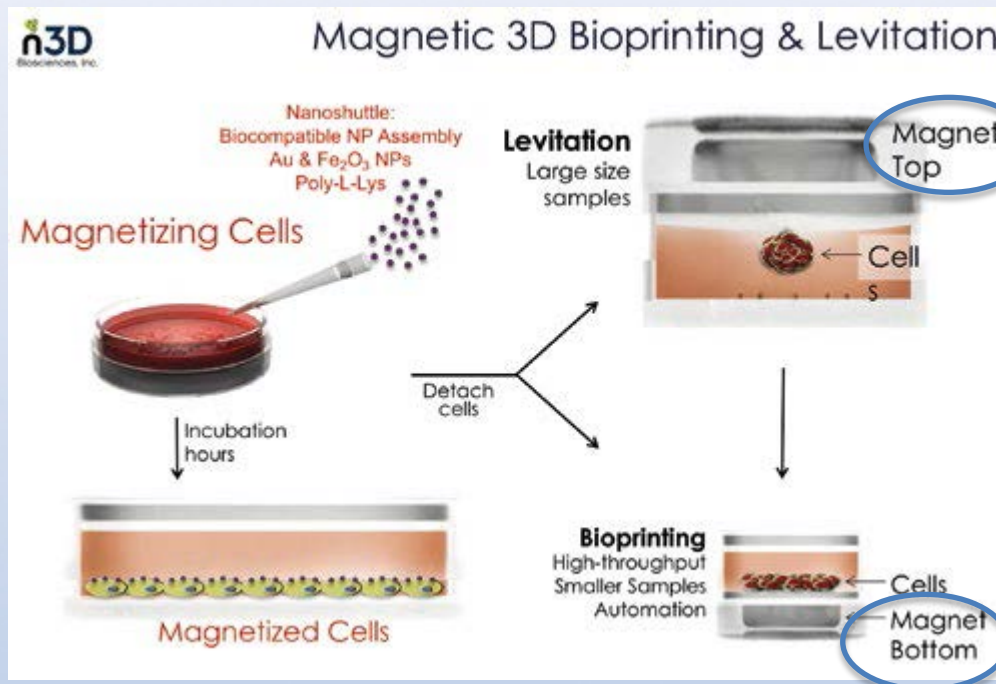 n3D
Biosciences, Inc.
Magnetic 3D Bioprinting & Levitation
Nanoshuttle:
Biocompatible NP Assembly
Au & Fe₂O₃ NPs
Poly-L-Lys
Magnetizing Cells
Incubation
hours
Magnetized Cells
Detach
cells
Levitation
Large size
samples
Magnet
Top
Cell
s
Bioprinting
High-throughput
Smaller Samples
Automation
Cells
Magnet
Bottom